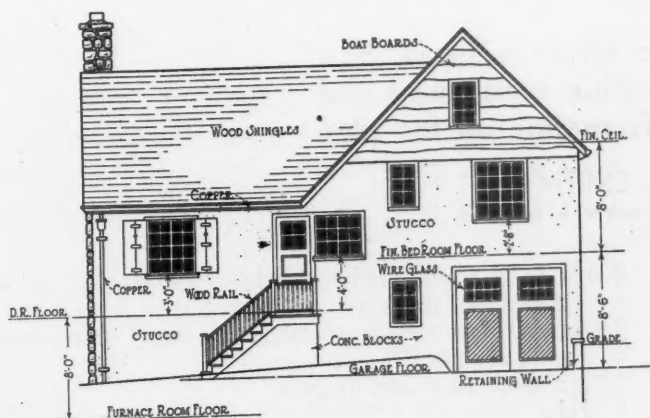 BOAT BOARDS
WOOD SHINGLES
FIN. CEIL.
COPPER
8'-0"
STUCCO
2'-8"
FIN. BED ROOM FLOOR
WIRE GLASS
COPPER
3'-0"
WOOD RAIL
4'-0"
8'-6"
D.R. FLOOR
STUCCO
CONC. BLOCKS
GRADE
8'-0"
GARAGE FLOOR
RETAINING WALL
FURNACE ROOM FLOOR